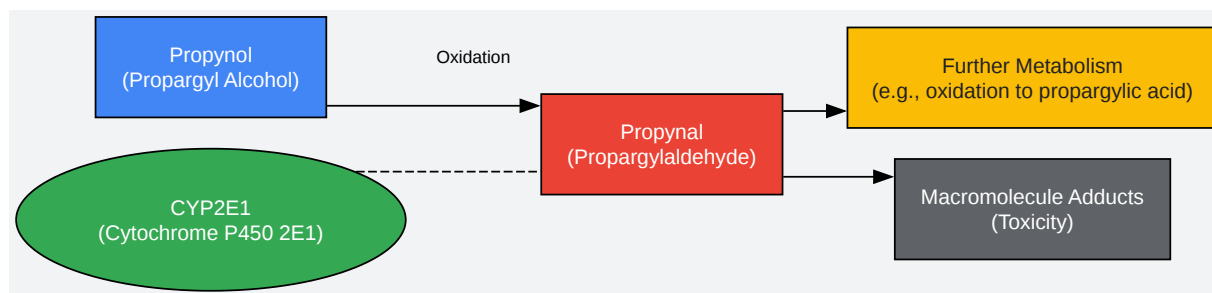 Propynol
(Propargyl Alcohol)
Oxidation
Further Metabolism
(e.g., oxidation to propargylic acid)
Propynal
(Propargylaldehyde)
CYP2E1
(Cytochrome P450 2E1)
Macromolecule Adducts
(Toxicity)